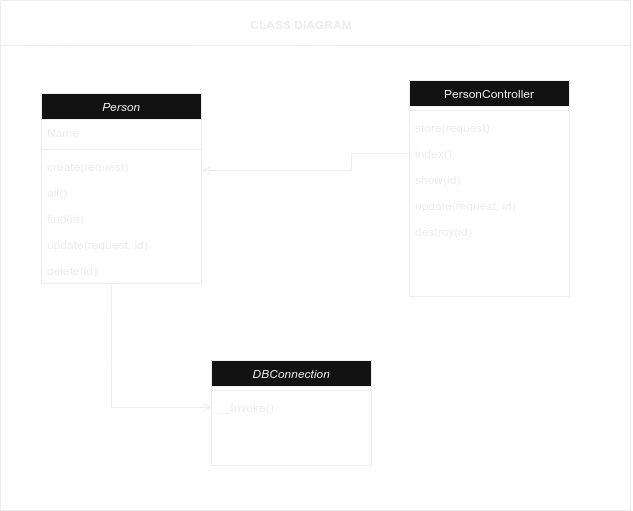 CLASS DIAGRAM
Person
Name
create(request)
all()
find(id)
update(request, id)
delete(id)
PersonController
store(request)
index()
show(id)
update(request, id)
destroy(id)
DBConnection
__Invoke()